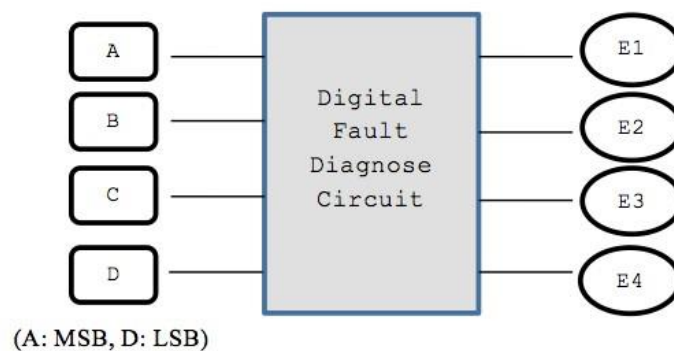 A
B
C
D
Digital
Fault
Diagnose
Circuit
E1
E2
E3
E4
(A: MSB, D: LSB)